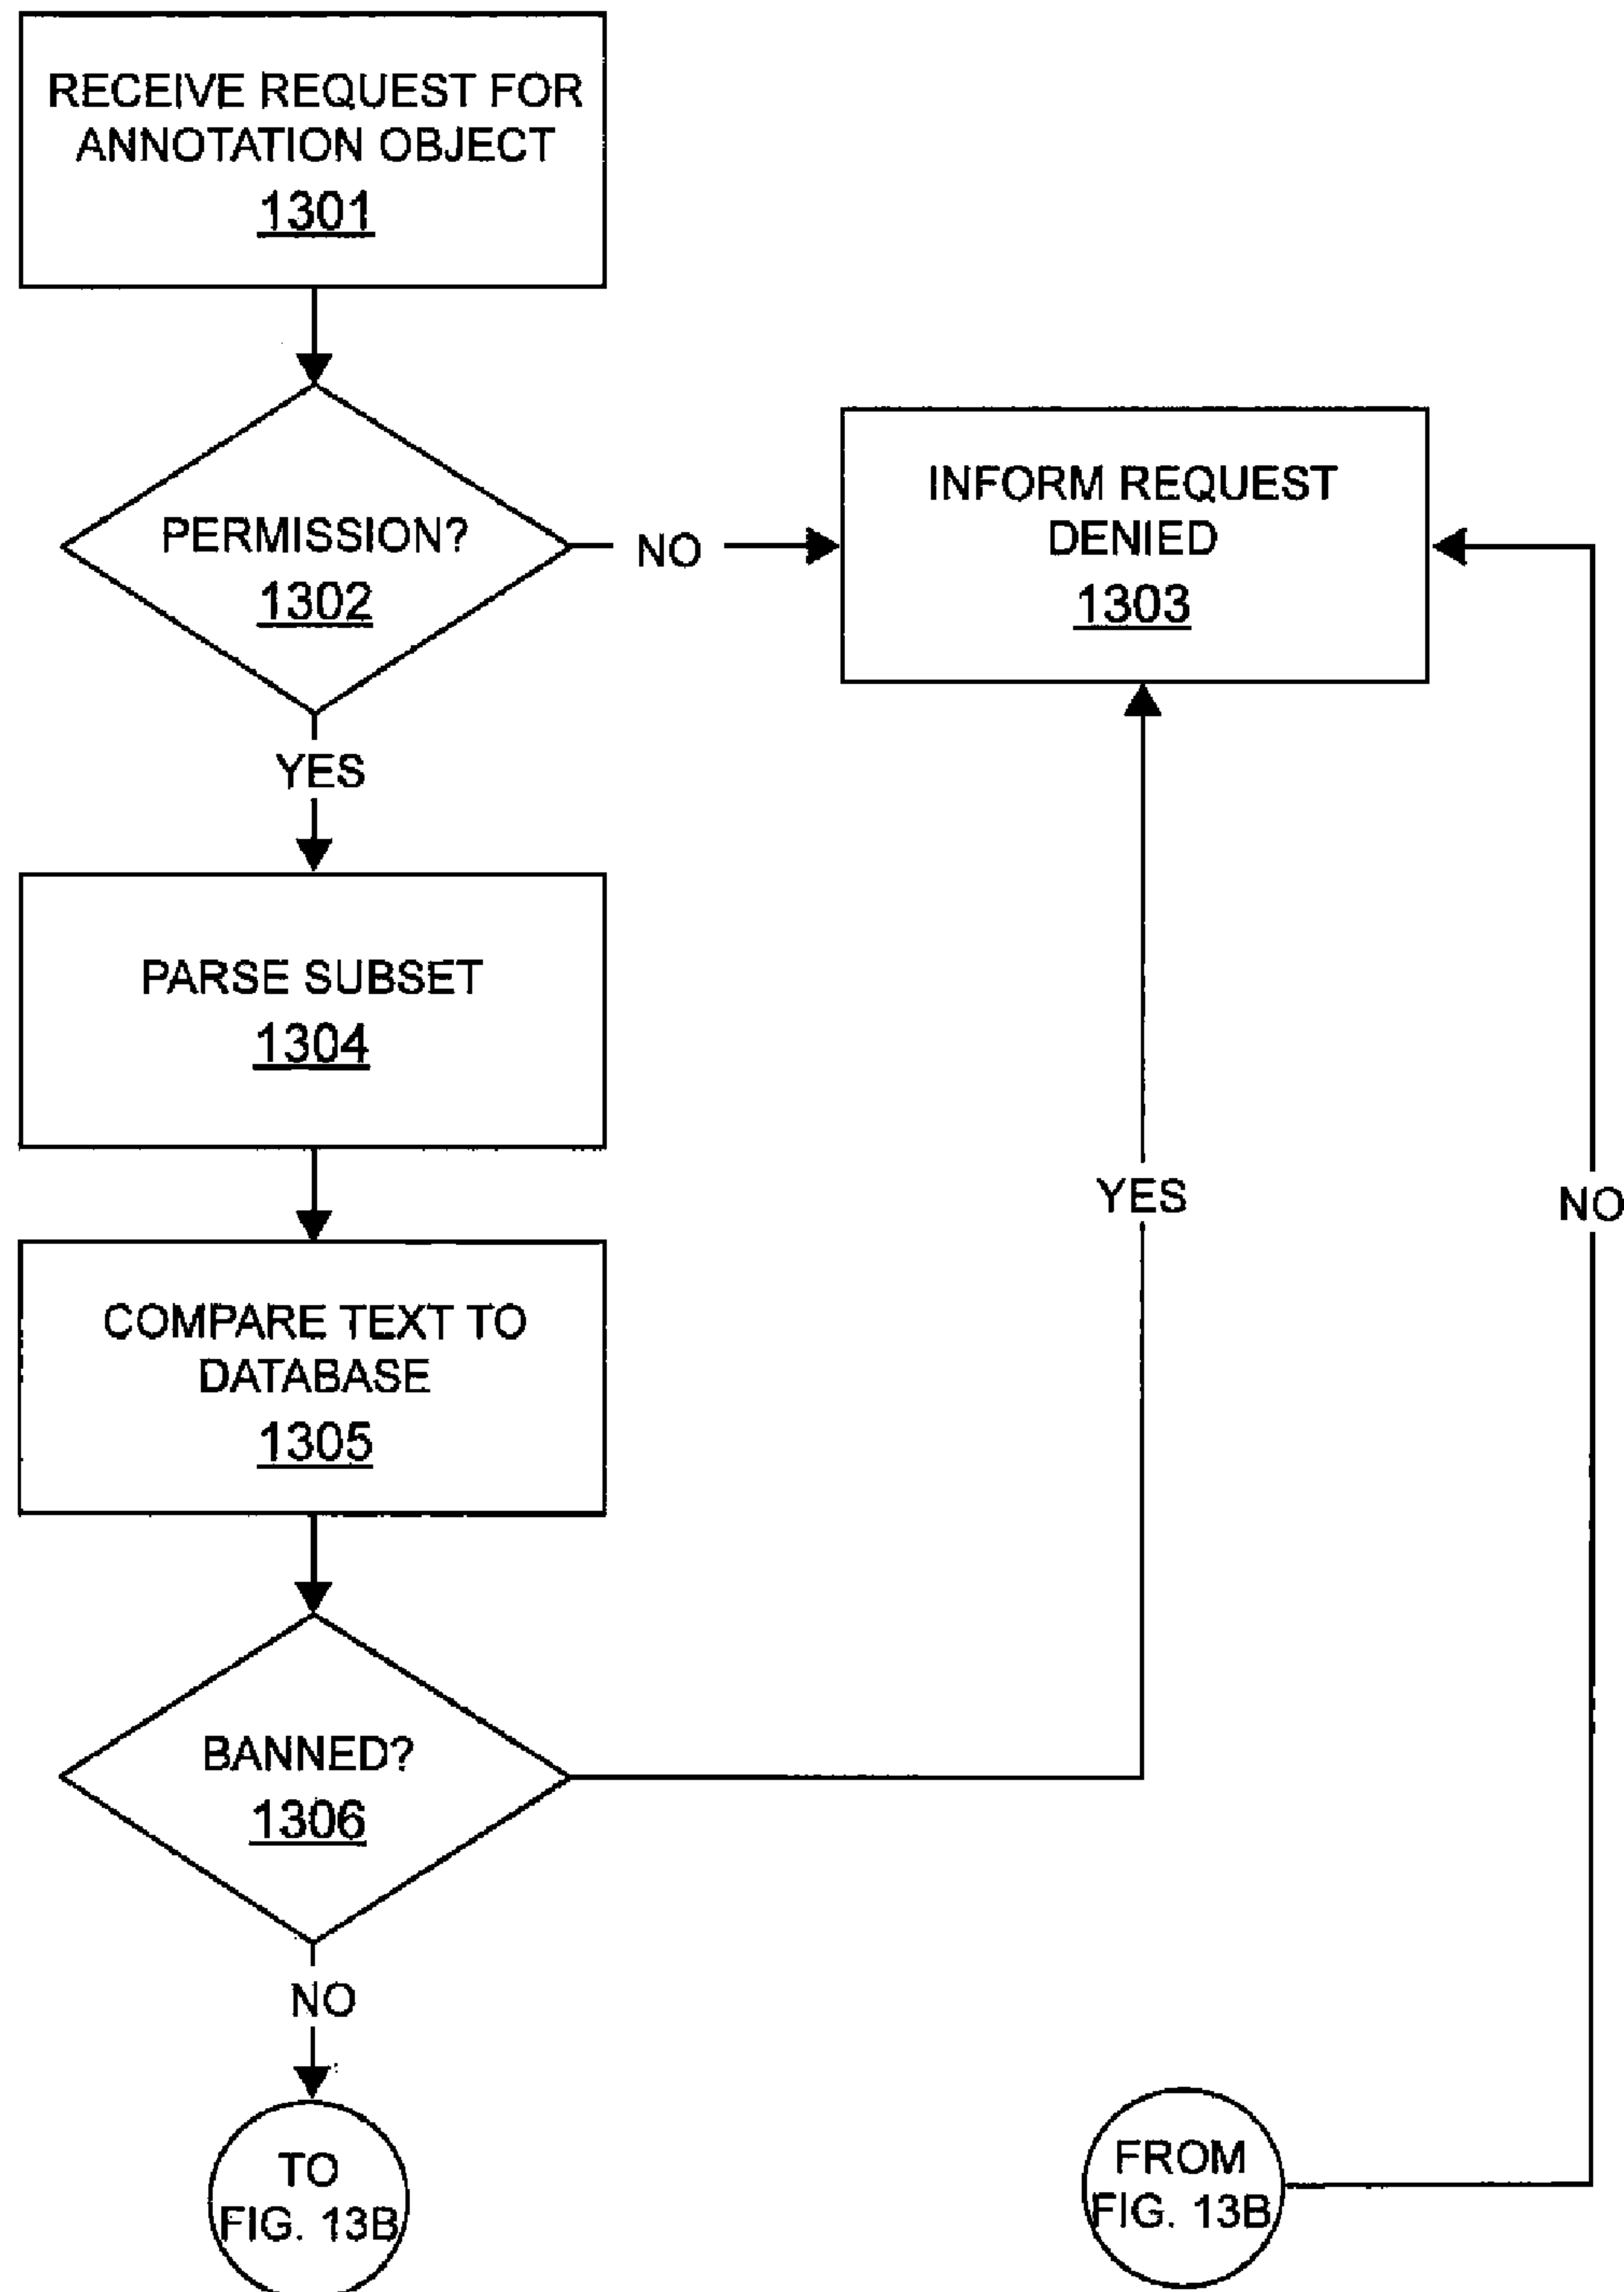 RECEIVE REQUEST FOR
ANNOTATION OBJECT
1301
PERMISSION?
1302
NO
INFORM REQUEST
DENIED
1303
YES
PARSE SUBSET
1304
YES
NO
COMPARE TEXT TO
DATABASE
1305
BANNED?
1306
NO
TO
FIG. 13B
FROM
FIG. 13B